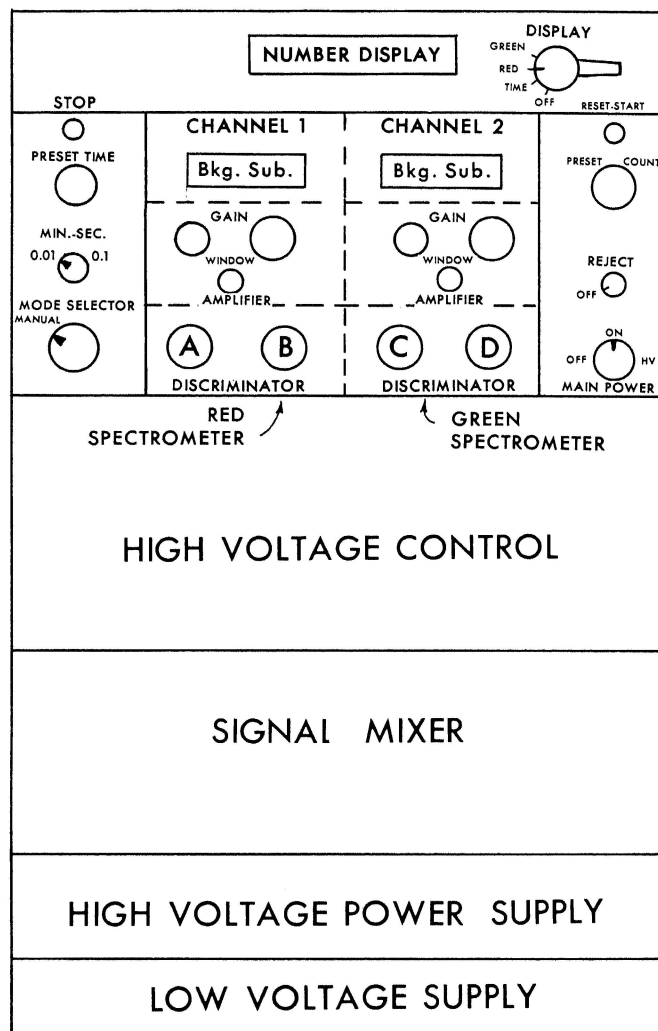 DISPLAY
NUMBER DISPLAY
GREEN
RED
TIME
OFF
STOP
RESET-START
CHANNEL 1
CHANNEL 2
PRESET TIME
Bkg. Sub.
Bkg. Sub.
PRESET COUNT
GAIN
GAIN
MIN.-SEC.
0.01 0.1
WINDOW
WINDOW
REJECT
OFF
AMPLIFIER
AMPLIFIER
MODE SELECTOR
MANUAL
A B
C D
ON
OFF HV
MAIN POWER
DISCRIMINATOR
DISCRIMINATOR
RED
SPECTROMETER
GREEN
SPECTROMETER
HIGH VOLTAGE CONTROL
SIGNAL MIXER
HIGH VOLTAGE POWER SUPPLY
LOW VOLTAGE SUPPLY